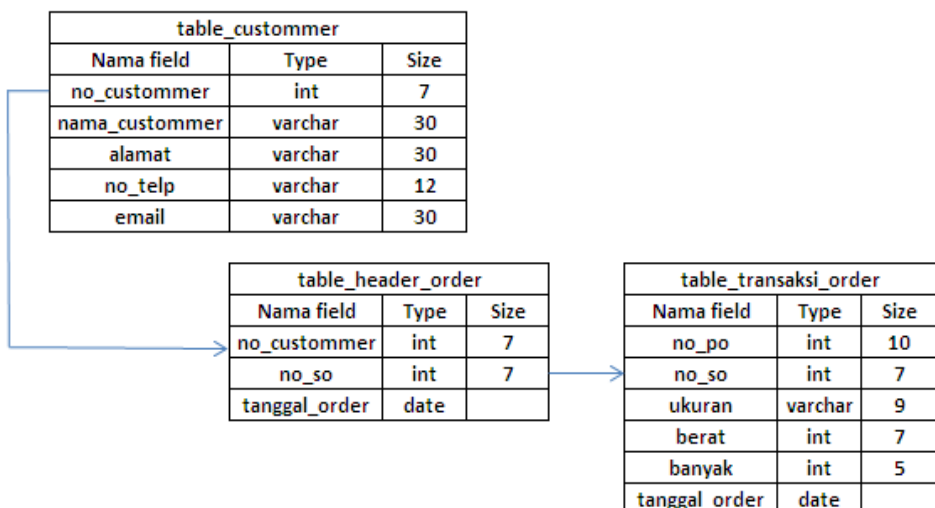 table_custommer
Nama field Type Size
no_custommer int 7
nama_custommer varchar 30
alamat varchar 30
no_telp varchar 12
email varchar 30
table_header_order
Nama field Type Size
no_custommer int 7
no_so int 7
tanggal_order date
table_transaksi_order
Nama field Type Size
no_po int 10
no_so int 7
ukuran varchar 9
berat int 7
banyak int 5
tanggal_order date